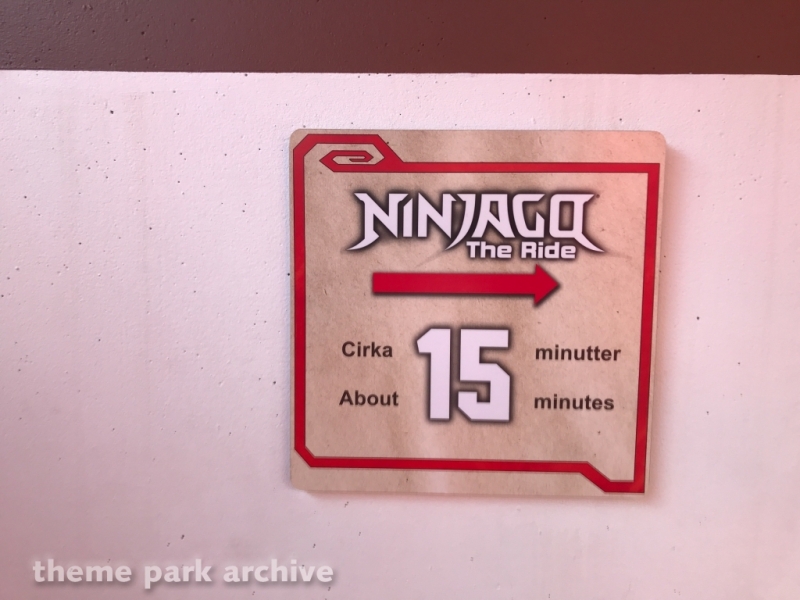 NINJAGO
The Ride
Cirka 15 minutter
About minutes
theme park archive